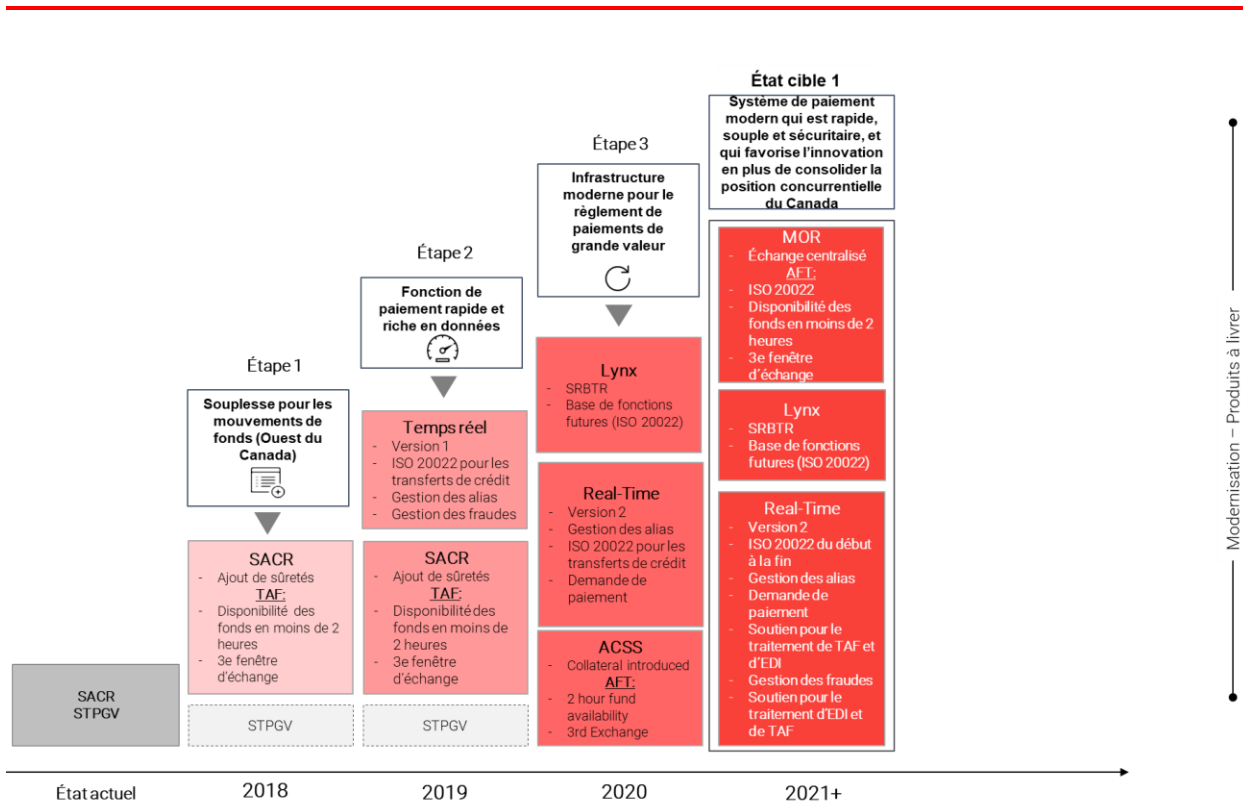 État cible 1
Système de paiement
modern qui est rapide,
souple et sécuritaire, et
qui favorise l'innovation
en plus de consolider la
position concurrentielle
du Canada
MOR
- Échange centralisé
AFT:
- ISO 20022
- Disponibilité des
fonds en moins de 2
heures
- 3e fenêtre
d'échange
Lynx
- SRBTR
- Base de fonctions
futures (ISO 20022)
Real-Time
- Version 2
- ISO 20022 du début
à la fin
- Gestion des alias
- Demande de
paiement
- Soutien pour le
traitement de TAF et
d'EDI
- Gestion des fraudes
- Soutien pour le
traitement d'EDI et
de TAF
Étape 3
Infrastructure
moderne pour le
règlement de
paiements de
grande valeur
Lynx
- SRBTR
- Base de fonctions
futures (ISO 20022)
Real-Time
- Version 2
- Gestion des alias
- ISO 20022 pour les
transferts de crédit
- Demande de
paiement
ACSS
- Collateral introduced
AFT:
- 2 hour fund
availability
- 3rd Exchange
Étape 2
Fonction de
paiement rapide et
riche en données
Temps réel
- Version 1
- ISO 20022 pour les
transferts de crédit
- Gestion des alias
- Gestion des fraudes
SACR
- Ajout de sûretés
TAF:
- Disponibilité des
fonds en moins de
2 heures
- 3e fenêtre
d'échange
STPGV
Étape 1
Souplesse pour les
mouvements de
fonds (Ouest du
Canada)
SACR
- Ajout de sûretés
TAF:
- Disponibilité des
fonds en moins de 2
heures
- 3e fenêtre
d'échange
STPGV
SACR
STPGV
État actuel
2018
2019
2020
2021+
Modernisation – Produits à livrer